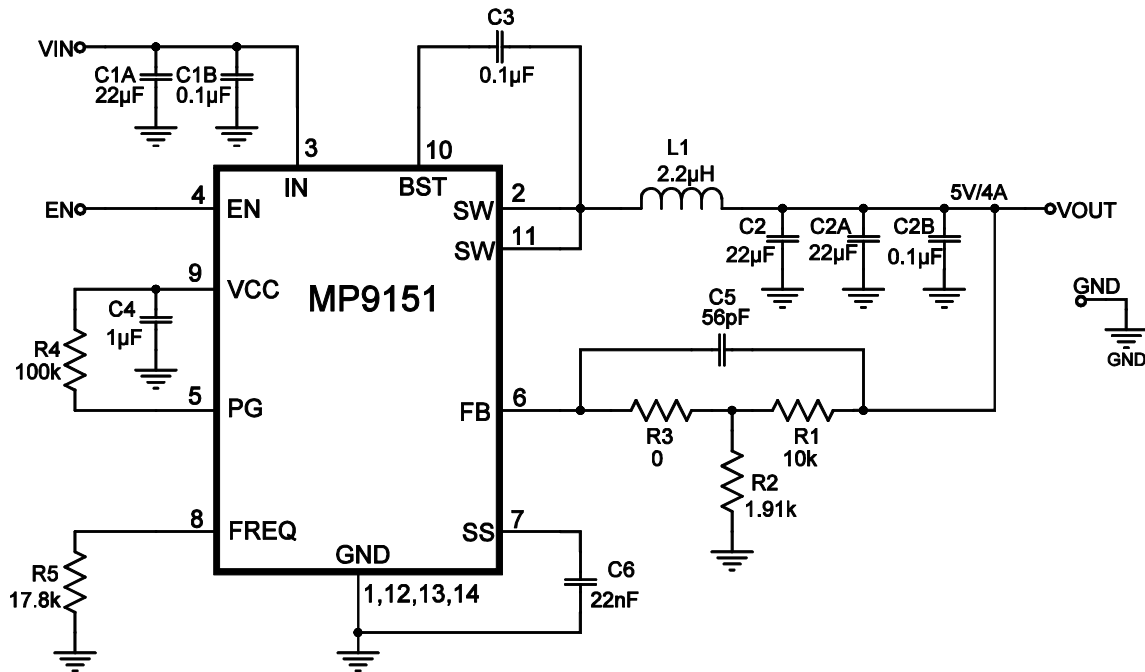 C3
0.1µF
VIN
C1A
22µF
C1B
0.1µF
3
10
IN
BST
L1
2.2µH
EN
4
EN
SW
2
SW
11
5V/4A
VOUT
C2
22µF
C2A
22µF
C2B
0.1µF
GND
GND
9
VCC
MP9151
C4
1µF
R4
100k
C5
56pF
5
PG
FB
6
R3
0
R1
10k
R2
1.91k
8
FREQ
SS
7
GND
R5
17.8k
1,12,13,14
C6
22nF